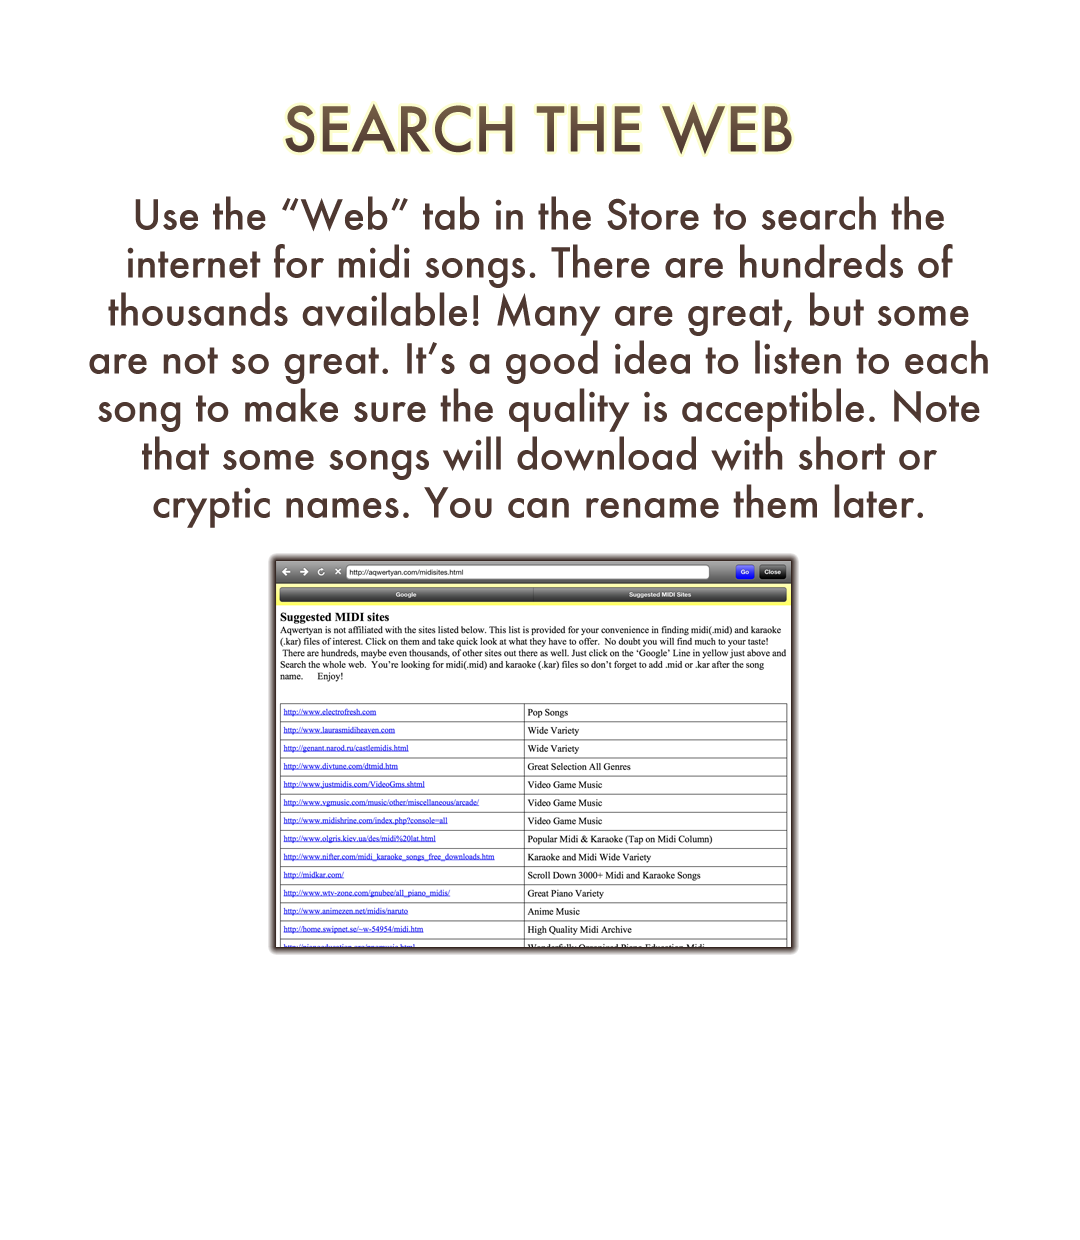 SEARCH THE WEB
Use the “Web” tab in the Store to search the
internet for midi songs. There are hundreds of
thousands available! Many are great, but some
are not so great. It’s a good idea to listen to each
song to make sure the quality is acceptible. Note
that some songs will download with short or
cryptic names. You can rename them later.
http://aqwertyan.com/midisites.html Go Close
Google Suggested MIDI Sites
Suggested MIDI sites
Aqwertyan is not affiliated with the sites listed below. This list is provided for your convenience in finding midi(.mid) and karaoke
(.kar) files of interest. Click on them and take quick look at what they have to offer. No doubt you will find much to your taste!
There are hundreds, maybe even thousands, of other sites out there as well. Just click on the ‘Google’ Line in yellow just above and
Search the whole web. You’re looking for midi(.mid) and karaoke (.kar) files so don’t forget to add .mid or .kar after the song
name. Enjoy!
http://www.electrofresh.com Pop Songs
http://www.laurasmidiheaven.com Wide Variety
http://genant.narod.ru/castlemidis.html Wide Variety
http://www.divtune.com/dtmid.htm Great Selection All Genres
http://www.justmidis.com/VideoGms.shtml Video Game Music
http://www.vgmusic.com/music/other/miscellaneous/arcade/ Video Game Music
http://www.midishrine.com/index.php?console=all Video Game Music
http://www.olgris.kiev.ua/des/midi%20lat.html Popular Midi & Karaoke (Tap on Midi Column)
http://www.nifter.com/midi_karaoke_songs_free_downloads.htm Karaoke and Midi Wide Variety
http://midkar.com/ Scroll Down 3000+ Midi and Karaoke Songs
http://www.wtv-zone.com/gnubee/all_piano_midis/ Great Piano Variety
http://www.animezen.net/midis/naruto Anime Music
http://home.swipnet.se/~w-54954/midi.htm High Quality Midi Archive
Wonderfully Organized Piano Education Midi